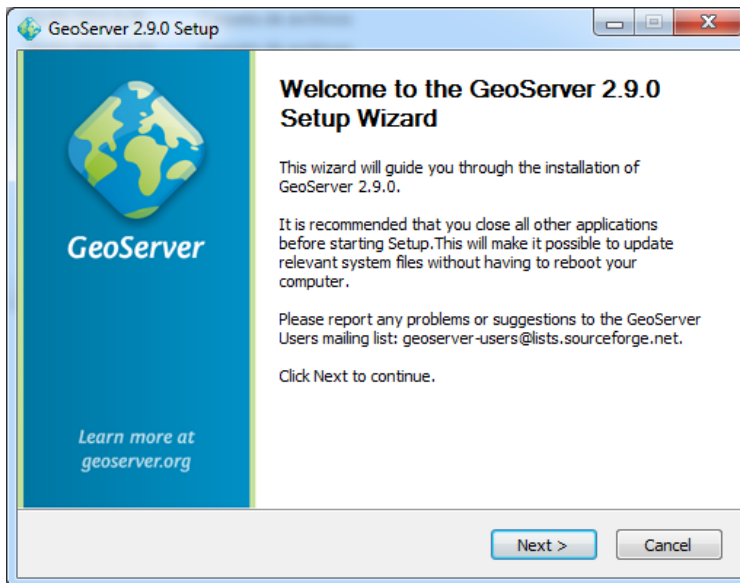 GeoServer 2.9.0 Setup
Welcome to the GeoServer 2.9.0
Setup Wizard
This wizard will guide you through the installation of
GeoServer 2.9.0.
It is recommended that you close all other applications
before starting Setup.This will make it possible to update
relevant system files without having to reboot your
computer.
Please report any problems or suggestions to the GeoServer
Users mailing list: geoserver-users@lists.sourceforge.net.
Click Next to continue.
GeoServer
Learn more at
geoserver.org
Next >
Cancel